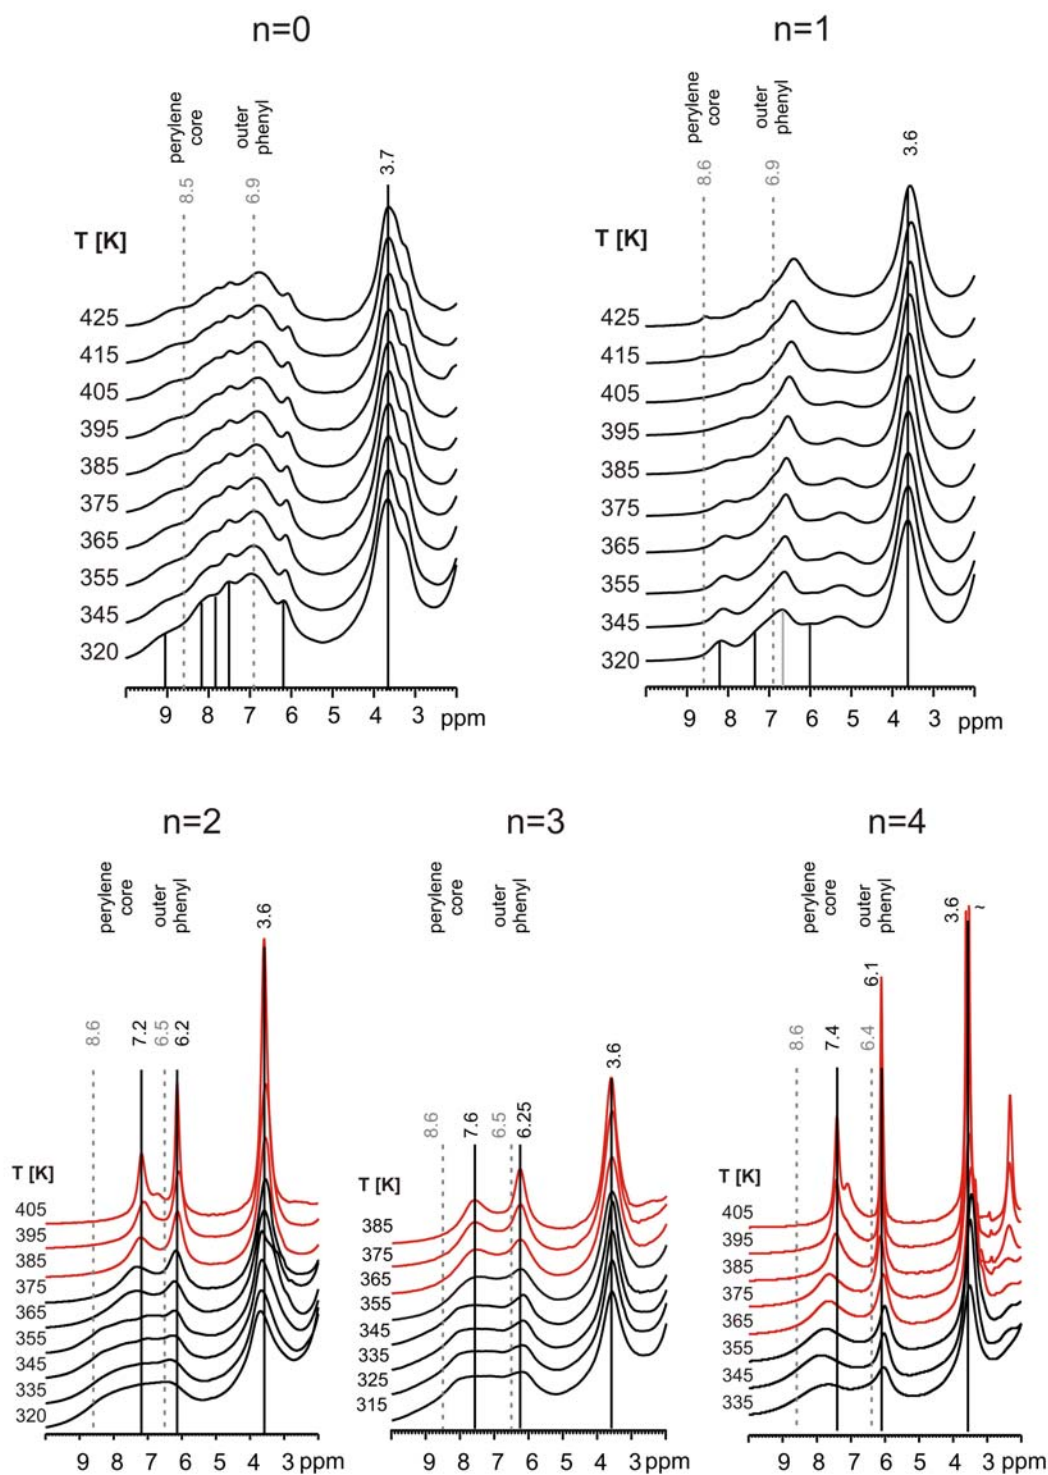 n=0
perylene
core
outer
phenyl
8.5
6.9
3.7
T [K]
425
415
405
395
385
375
365
355
345
320
9 8 7 6 5 4 3 ppm
n=1
perylene
core
outer
phenyl
8.6
6.9
3.6
T [K]
425
415
405
395
385
375
365
355
345
320
9 8 7 6 5 4 3 ppm
n=2
perylene
core
outer
phenyl
8.6
7.2
6.5
6.2
3.6
T [K]
405
395
385
375
365
355
345
335
320
9 8 7 6 5 4 3 ppm
n=3
perylene
core
outer
phenyl
8.6
7.6
6.5
6.25
3.6
T [K]
385
375
365
355
345
335
325
315
9 8 7 6 5 4 3 ppm
n=4
perylene
core
outer
phenyl
8.6
7.4
6.4
6.1
3.6
~
T [K]
405
395
385
375
365
355
345
335
9 8 7 6 5 4 3 ppm